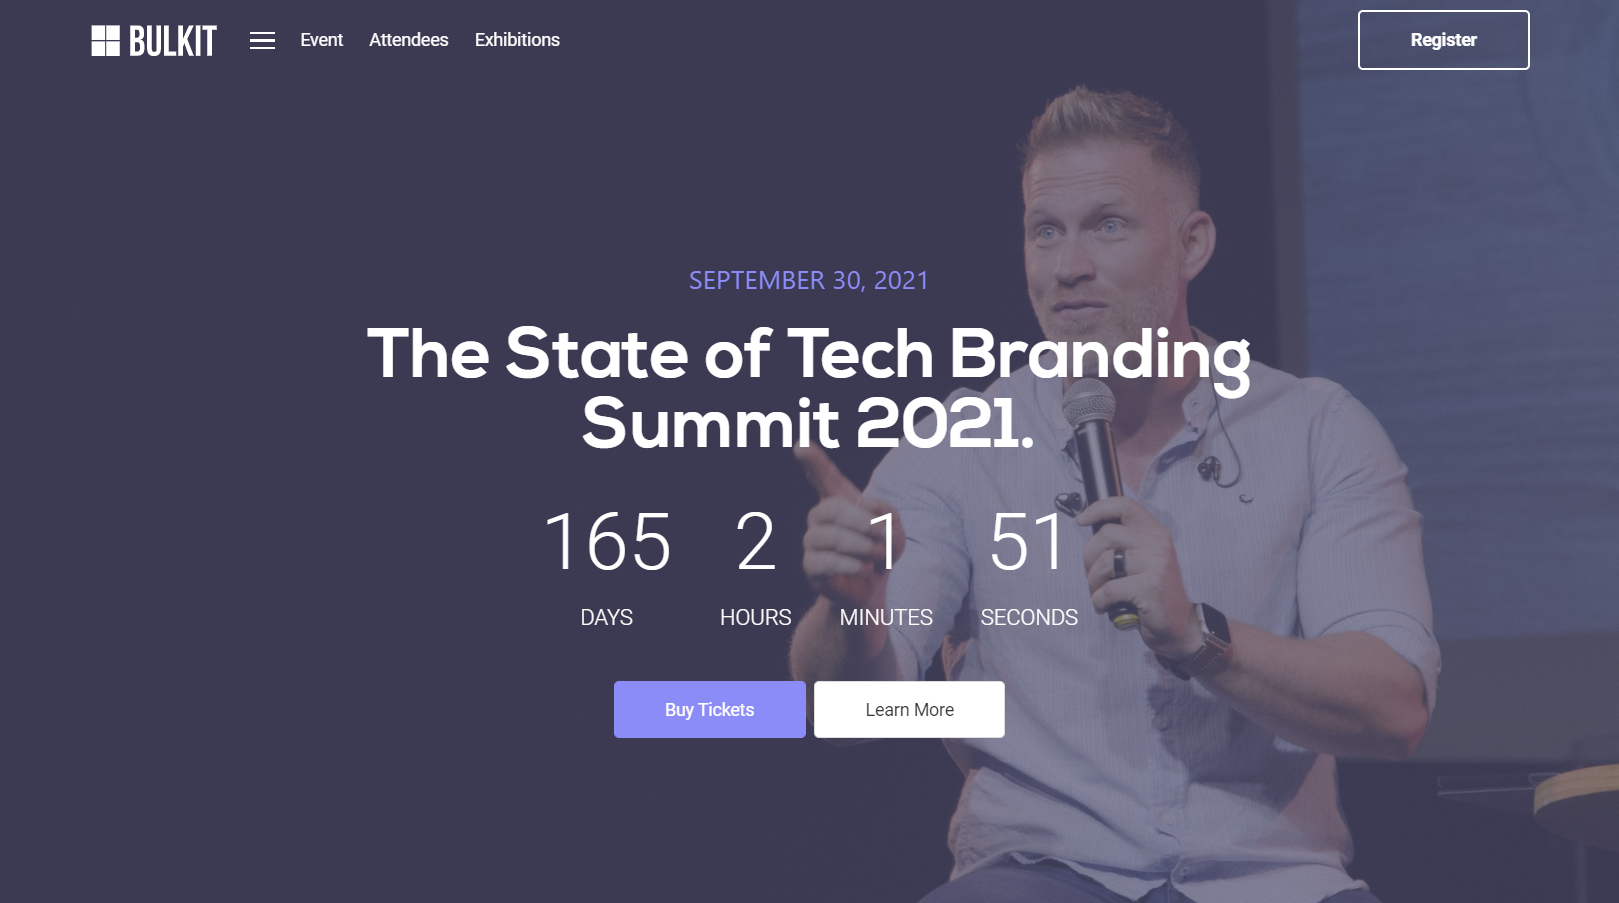 BULKIT
Event
Attendees
Exhibitions
Register
SEPTEMBER 30, 2021
The State of Tech Branding
Summit 2021.
165
2
1
51
DAYS
HOURS
MINUTES
SECONDS
Buy Tickets
Learn More